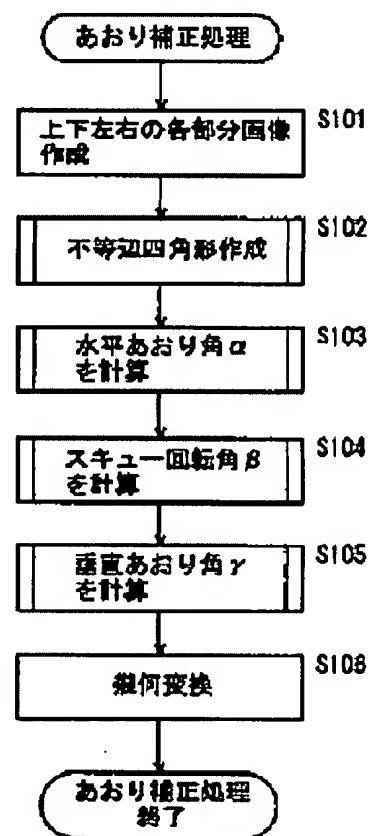 あおり補正処理
上下左右の各部分画像
作成
S101
不等辺四角形作成
S102
水平あおり角α
を計算
S103
スキュー回転角β
を計算
S104
垂直あおり角γ
を計算
S105
幾何変換
S106
あおり補正処理
終了